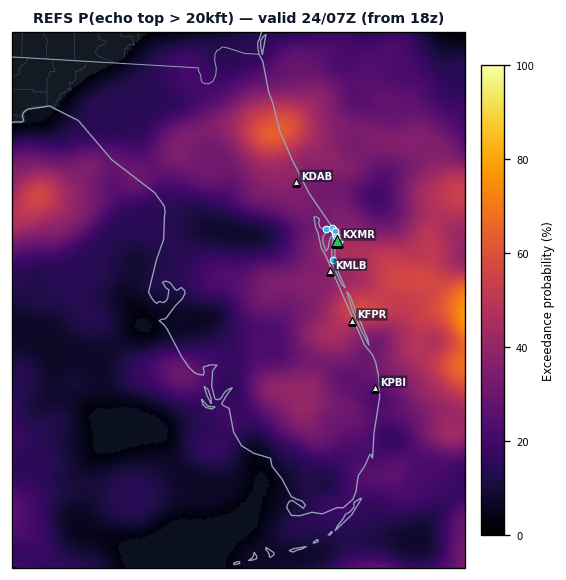 REFS P(echo top > 20kft) — valid 24/07Z (from 18z)
KDAB
KXMR
KMLB
KFPR
KPBI
100
80
60
40
20
0
Exceedance probability (%)